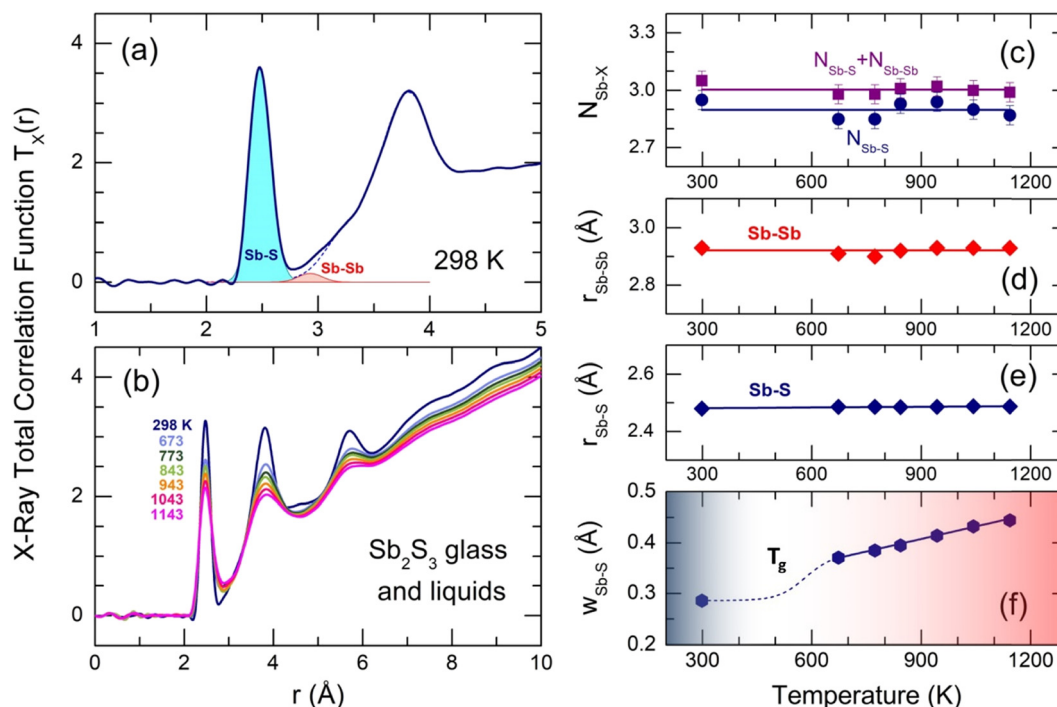 X-Ray Total Correlation Function T_X(r)
(a)
4
2
0
Sb-S
Sb-Sb
298 K
1 2 3 4 5
(b)
4
2
0
298 K
673
773
843
943
1043
1143
Sb₂S₃ glass
and liquids
0 2 4 6 8 10
r (Å)
(c)
N_Sb-X
3.3
3.0
2.7
N_Sb-S+N_Sb-Sb
N_Sb-S
300 600 900 1200
(d)
r_Sb-Sb (Å)
3.0
2.9
2.8
Sb-Sb
300 600 900 1200
(e)
r_Sb-S (Å)
2.6
2.5
2.4
Sb-S
300 600 900 1200
(f)
w_Sb-S (Å)
0.5
0.4
0.3
0.2
T_g
300 600 900 1200
Temperature (K)